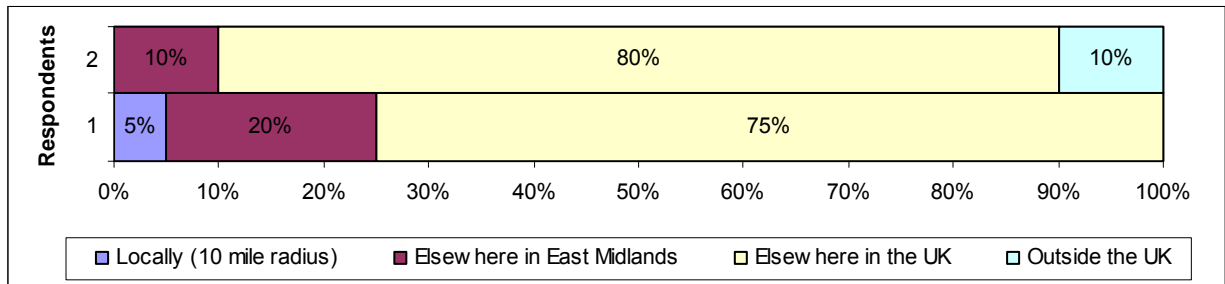 Respondents
2
10%
80%
10%
1
5%
20%
75%
0% 10% 20% 30% 40% 50% 60% 70% 80% 90% 100%
Locally (10 mile radius) Elsew here in East Midlands Elsew here in the UK Outside the UK